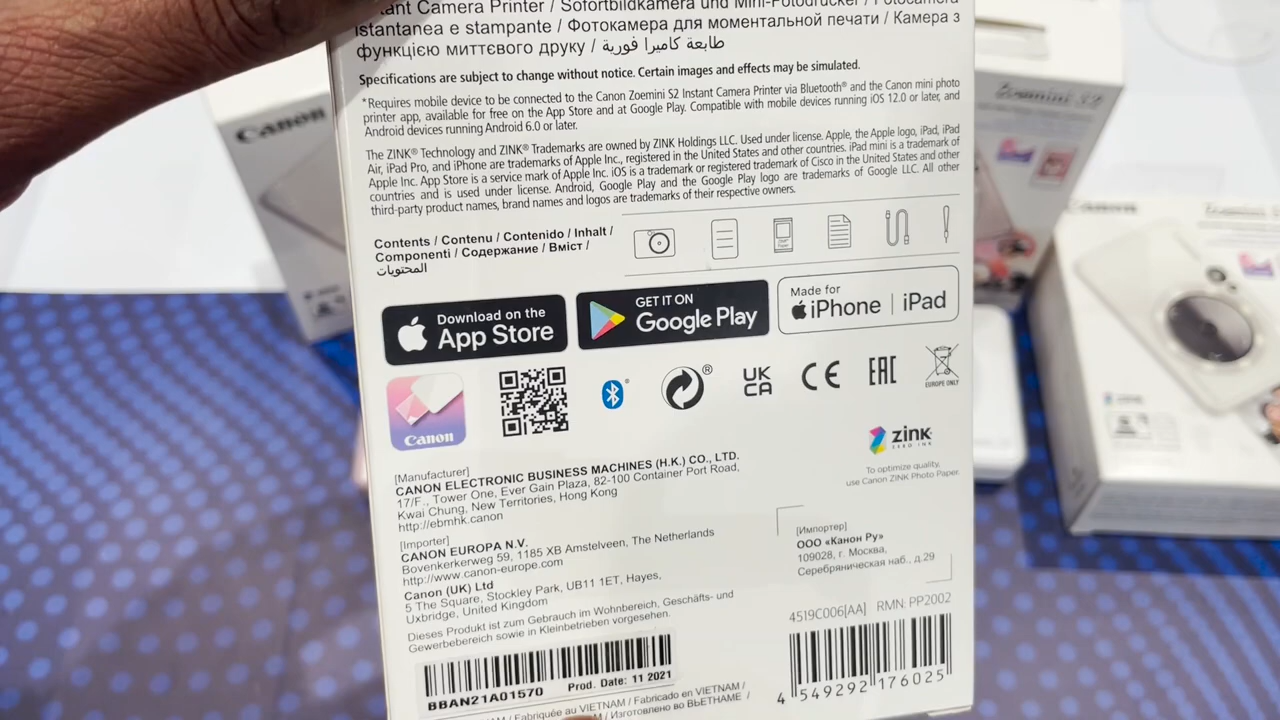 Instant Camera Printer / Sofortbildkamera und Mini-Fotodrucker / Fotocamera
istantanea e stampante / Фотокамера для моментальной печати / Камера з
функцією миттєвого друку / طابعة كاميرا فورية
Specifications are subject to change without notice. Certain images and effects may be simulated.
*Requires mobile device to be connected to the Canon Zoemini S2 Instant Camera Printer via Bluetooth® and the Canon mini photo
printer app, available for free on the App Store and at Google Play. Compatible with mobile devices running iOS 12.0 or later, and
Android devices running Android 6.0 or later.
The ZINK® Technology and ZINK® Trademarks are owned by ZINK Holdings LLC. Used under license. Apple, the Apple logo, iPad, iPad
Air, iPad Pro, and iPhone are trademarks of Apple Inc., registered in the United States and other countries. iPad mini is a trademark of
Apple Inc. App Store is a service mark of Apple Inc. iOS is a trademark or registered trademark of Cisco in the United States and other
countries and is used under license. Android, Google Play and the Google Play logo are trademarks of Google LLC. All other
third-party product names, brand names and logos are trademarks of their respective owners.
Contents / Contenu / Contenido / Inhalt /
Componenti / Содержание / Вміст /
المحتويات
Download on the
App Store
GET IT ON
Google Play
Made for
iPhone | iPad
Canon
®
®
UK
CA
CE
EAC
EUROPE ONLY
zink
ZERO INK
To optimize quality,
use Canon ZINK Photo Paper.
[Manufacturer]
CANON ELECTRONIC BUSINESS MACHINES (H.K.) CO., LTD.
17/F., Tower One, Ever Gain Plaza, 82-100 Container Port Road,
Kwai Chung, New Territories, Hong Kong
http://ebmhk.canon
[Importer]
CANON EUROPA N.V.
Bovenkerkerweg 59, 1185 XB Amstelveen, The Netherlands
http://www.canon-europe.com
Canon (UK) Ltd
5 The Square, Stockley Park, UB11 1ET, Hayes,
Uxbridge, United Kingdom
Dieses Produkt ist zum Gebrauch im Wohnbereich, Geschäfts- und
Gewerbebereich sowie in Kleinbetrieben vorgesehen.
[Импортер]
ООО «Канон Ру»
109028, г. Москва,
Серебряническая наб., д.29
4519C006[AA] RMN: PP2002
4 549292 176025
BBAN21A01570 Prod. Date: 11 2021
Fabriquée au VIETNAM / Fabricado en VIETNAM /
Изготовлено во ВЬЕТНАМЕ /
Canon
Zoemini S2
Canon
Zoemini S2